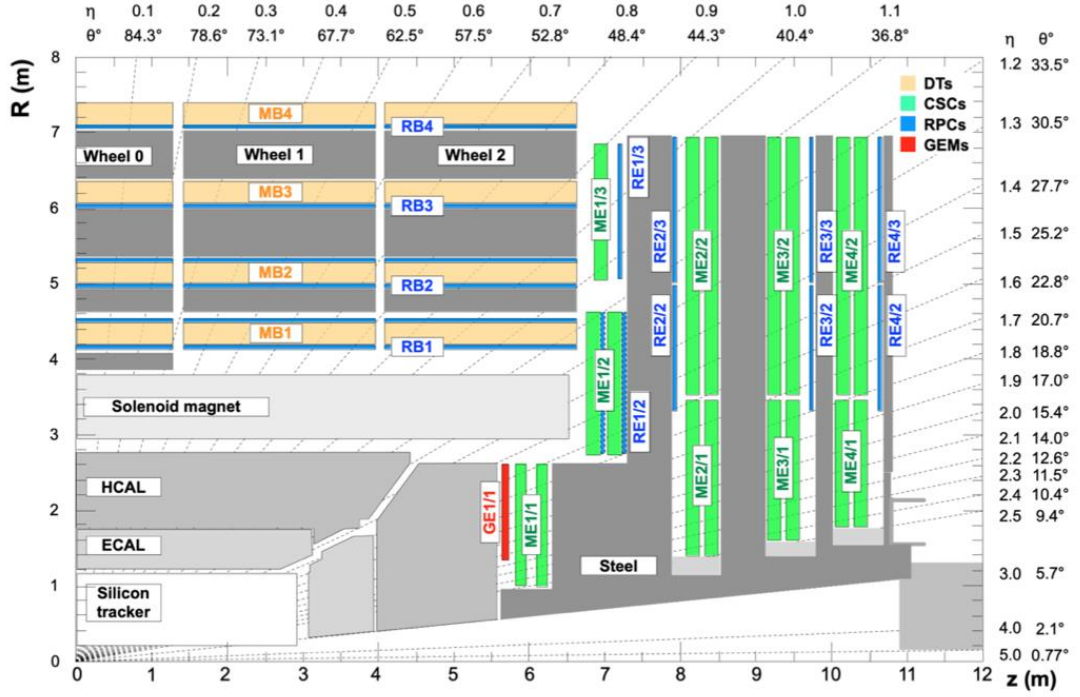 η 0.1 0.2 0.3 0.4 0.5 0.6 0.7 0.8 0.9 1.0 1.1
θ° 84.3° 78.6° 73.1° 67.7° 62.5° 57.5° 52.8° 48.4° 44.3° 40.4° 36.8° η θ°
8 1.2 33.5°
R (m)
DTs
CSCs
RPCs
GEMs
MB4
RB4
7 1.3 30.5°
Wheel 0 Wheel 1 Wheel 2
RE1/3
MB3
ME1/3
1.4 27.7°
6 RB3
RE2/3 ME2/2 ME3/2 RE3/3 ME4/2 RE4/3
1.5 25.2°
MB2
5 RB2 1.6 22.8°
MB1
RE2/2 RE3/2 RE4/2
1.7 20.7°
RB1
4 1.8 18.8°
ME1/2
1.9 17.0°
Solenoid magnet
RE1/2
2.0 15.4°
3 2.1 14.0°
2.2 12.6°
ME2/1 ME3/1 ME4/1
2.3 11.5°
HCAL
2.4 10.4°
2 GE1/1 ME1/1
2.5 9.4°
ECAL
Steel
3.0 5.7°
1
Silicon
tracker
4.0 2.1°
0 5.0 0.77°
0 1 2 3 4 5 6 7 8 9 10 11 12 z (m)